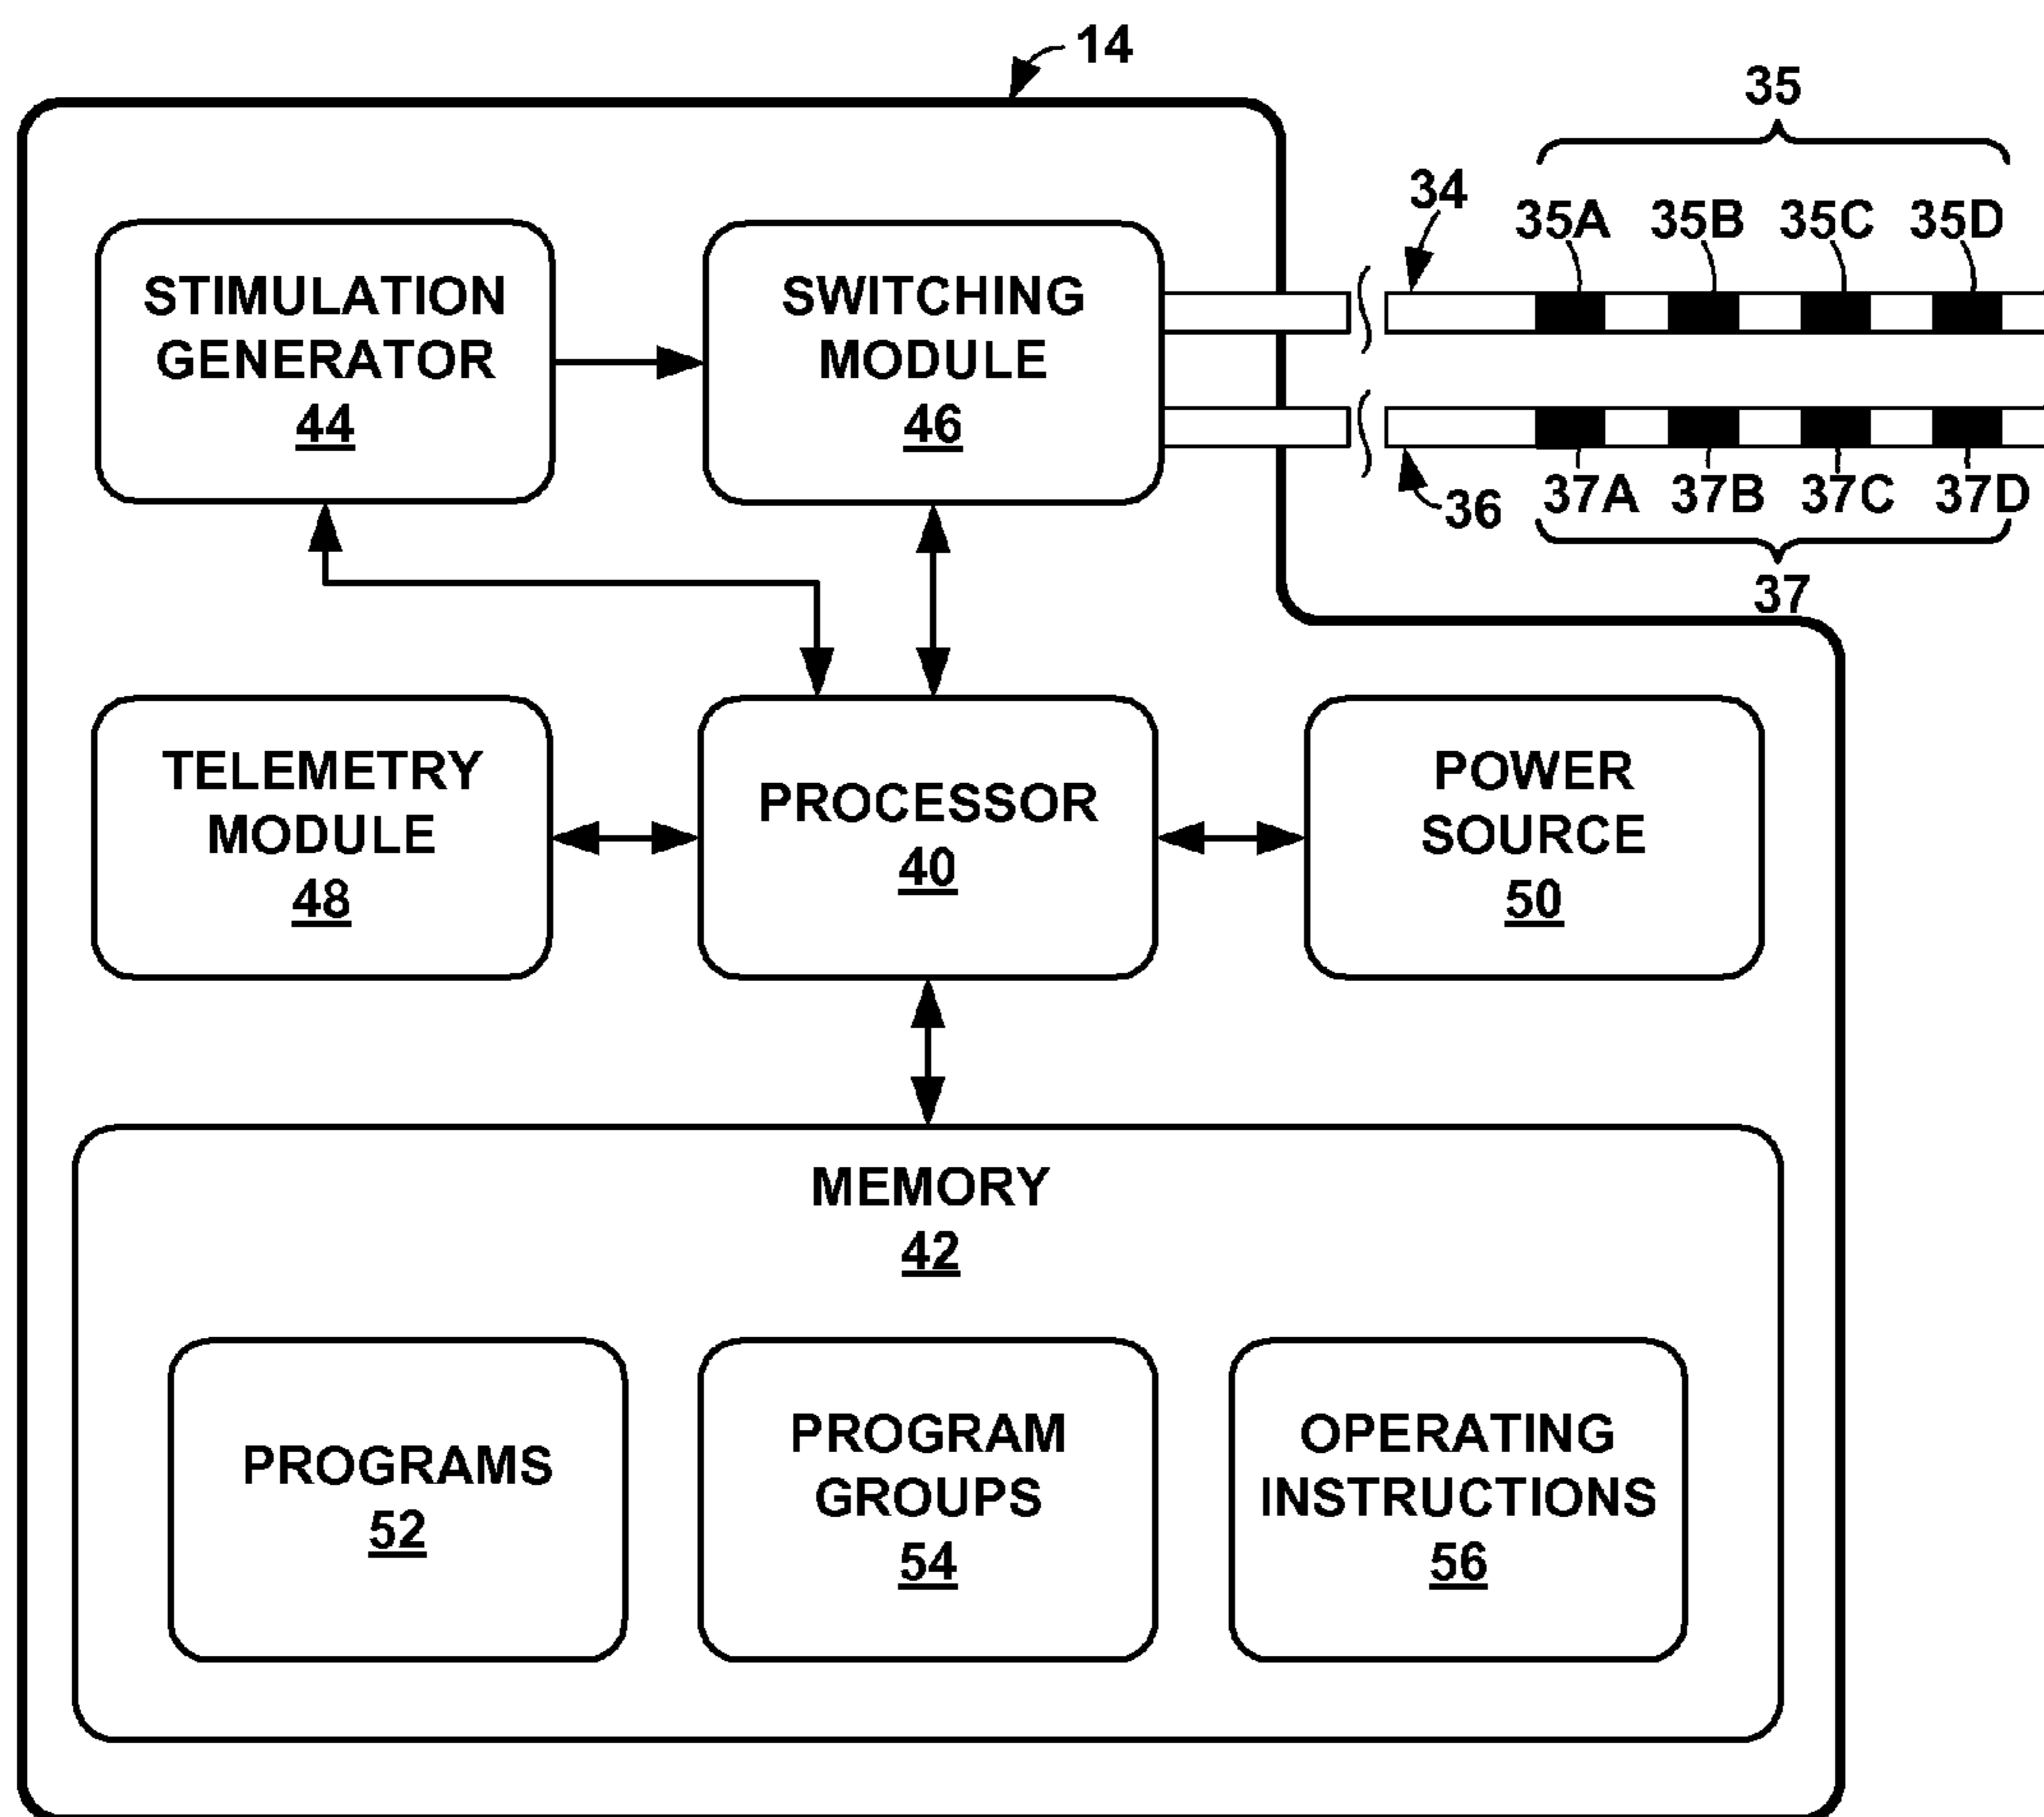 14
35
34
35A 35B 35C 35D
STIMULATION
GENERATOR
44
SWITCHING
MODULE
46
36
37A 37B 37C 37D
37
TELEMETRY
MODULE
48
PROCESSOR
40
POWER
SOURCE
50
MEMORY
42
PROGRAMS
52
PROGRAM
GROUPS
54
OPERATING
INSTRUCTIONS
56